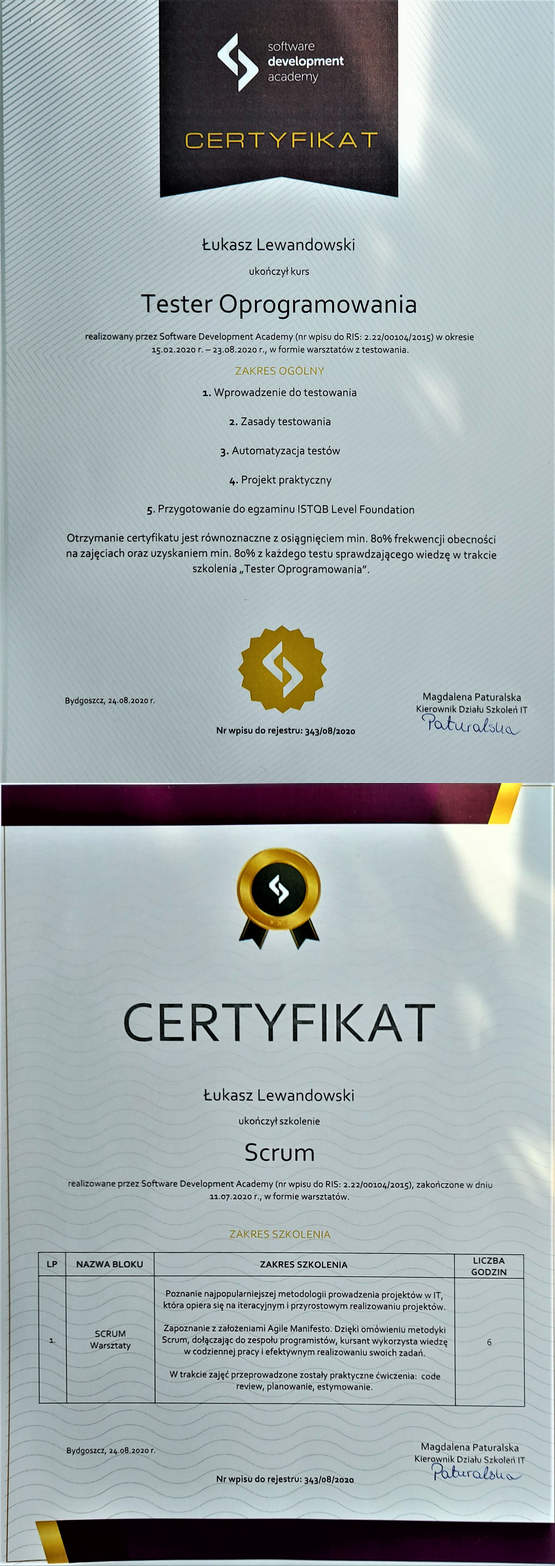 software
development
academy
CERTYFIKAT
Łukasz Lewandowski
ukończył kurs
Tester Oprogramowania
realizowany przez Software Development Academy (nr wpisu do RIS: 2.22/00104/2015) w okresie
15.02.2020 r. – 23.08.2020 r., w formie warsztatów z testowania.
ZAKRES OGÓLNY
1. Wprowadzenie do testowania
2. Zasady testowania
3. Automatyzacja testów
4. Projekt praktyczny
5. Przygotowanie do egzaminu ISTQB Level Foundation
Otrzymanie certyfikatu jest równoznaczne z osiągnięciem min. 80% frekwencji obecności
na zajęciach oraz uzyskaniem min. 80% z każdego testu sprawdzającego wiedzę w trakcie
szkolenia „Tester Oprogramowania”.
Bydgoszcz, 24.08.2020 r.
Nr wpisu do rejestru: 343/08/2020
Magdalena Paturalska
Kierownik Działu Szkoleń IT
Paturalska
CERTYFIKAT
Łukasz Lewandowski
ukończył szkolenie
Scrum
realizowane przez Software Development Academy (nr wpisu do RIS: 2.22/00104/2015), zakończone w dniu
11.07.2020 r., w formie warsztatów.
ZAKRES SZKOLENIA
LP NAZWA BLOKU ZAKRES SZKOLENIA LICZBA GODZIN
1. SCRUM Warsztaty
Poznanie najpopularniejszej metodologii prowadzenia projektów w IT,
która opiera się na iteracyjnym i przyrostowym realizowaniu projektów.
Zapoznanie z założeniami Agile Manifesto. Dzięki omówieniu metodyki
Scrum, dołączając do zespołu programistów, kursant wykorzysta wiedzę
w codziennej pracy i efektywnym realizowaniu swoich zadań.
W trakcie zajęć przeprowadzone zostały praktyczne ćwiczenia: code
review, planowanie, estymowanie.
6
Bydgoszcz, 24.08.2020 r.
Nr wpisu do rejestru: 343/08/2020
Magdalena Paturalska
Kierownik Działu Szkoleń IT
Paturalska